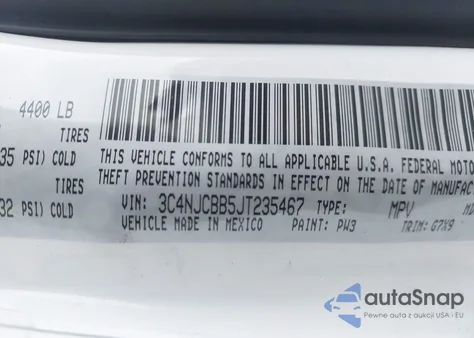 4400 LB
TIRES
35 PSI) COLD
THIS VEHICLE CONFORMS TO ALL APPLICABLE U.S.A. FEDERAL MOTO
TIRES
THEFT PREVENTION STANDARDS IN EFFECT ON THE DATE OF MANUFAC
32 PSI) COLD
VIN: 3C4NJCBB5JT235467 TYPE: MPV
VEHICLE MADE IN MEXICO PAINT: PW3 TRIM: G7X9
autoSnap
Pewne auta z aukcji USA i EU